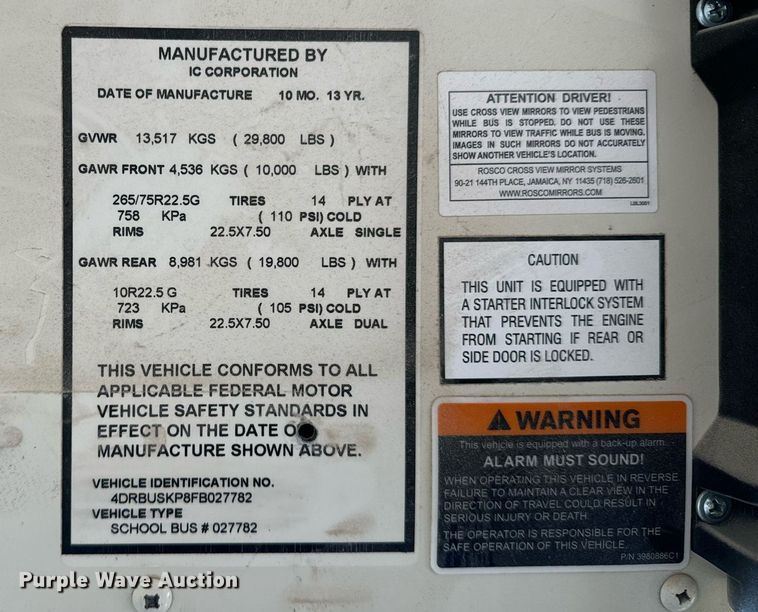 MANUFACTURED BY
IC CORPORATION
DATE OF MANUFACTURE 10 MO. 13 YR.
GVWR 13,517 KGS ( 29,800 LBS )
GAWR FRONT 4,536 KGS ( 10,000 LBS ) WITH
265/75R22.5G TIRES 14 PLY AT
758 KPa ( 110 PSI) COLD
RIMS 22.5X7.50 AXLE SINGLE
GAWR REAR 8,981 KGS ( 19,800 LBS ) WITH
10R22.5 G TIRES 14 PLY AT
723 KPa ( 105 PSI) COLD
RIMS 22.5X7.50 AXLE DUAL
THIS VEHICLE CONFORMS TO ALL
APPLICABLE FEDERAL MOTOR
VEHICLE SAFETY STANDARDS IN
EFFECT ON THE DATE O
MANUFACTURE SHOWN ABOVE.
VEHICLE IDENTIFICATION NO.
4DRBUSKP8FB027782
VEHICLE TYPE
SCHOOL BUS # 027782
ATTENTION DRIVER!
USE CROSS VIEW MIRRORS TO VIEW PEDESTRIANS
WHILE BUS IS STOPPED. DO NOT USE THESE
MIRRORS TO VIEW TRAFFIC WHILE BUS IS MOVING.
IMAGES IN SUCH MIRRORS DO NOT ACCURATELY
SHOW ANOTHER VEHICLE'S LOCATION.
ROSCO CROSS VIEW MIRROR SYSTEMS
90-21 144TH PLACE, JAMAICA, NY 11435 (718) 526-2601
WWW.ROSCOMIRRORS.COM
CAUTION
THIS UNIT IS EQUIPPED WITH
A STARTER INTERLOCK SYSTEM
THAT PREVENTS THE ENGINE
FROM STARTING IF REAR OR
SIDE DOOR IS LOCKED.
WARNING
This vehicle is equipped with a back-up alarm.
ALARM MUST SOUND!
WHEN OPERATING THIS VEHICLE IN REVERSE
FAILURE TO MAINTAIN A CLEAR VIEW IN THE
DIRECTION OF TRAVEL COULD RESULT IN
SERIOUS INJURY OR DEATH.
THE OPERATOR IS RESPONSIBLE FOR THE
SAFE OPERATION OF THIS VEHICLE.
P/N 3980886C1
Purple Wave Auction